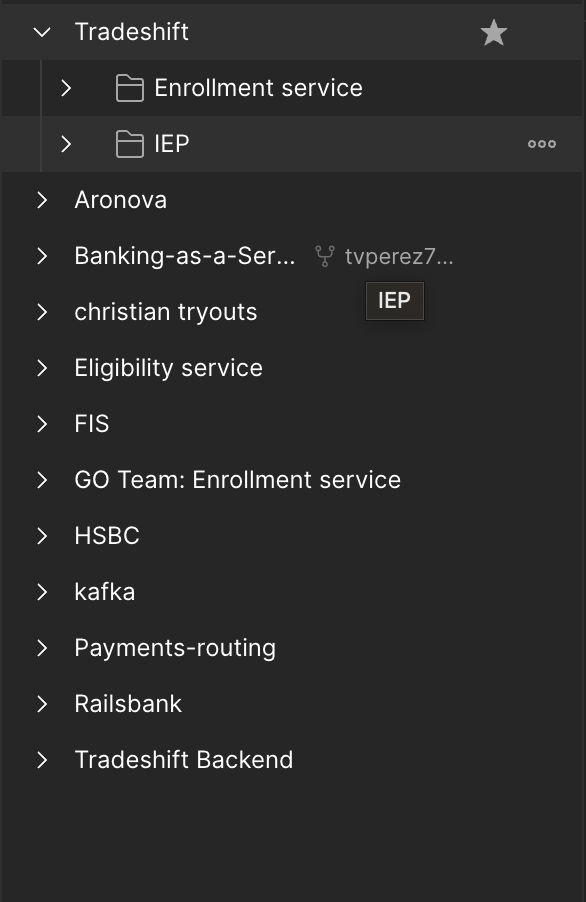 Tradeshift
Enrollment service
IEP
Aronova
Banking-as-a-Ser... tvperez7...
IEP
christian tryouts
Eligibility service
FIS
GO Team: Enrollment service
HSBC
kafka
Payments-routing
Railsbank
Tradeshift Backend